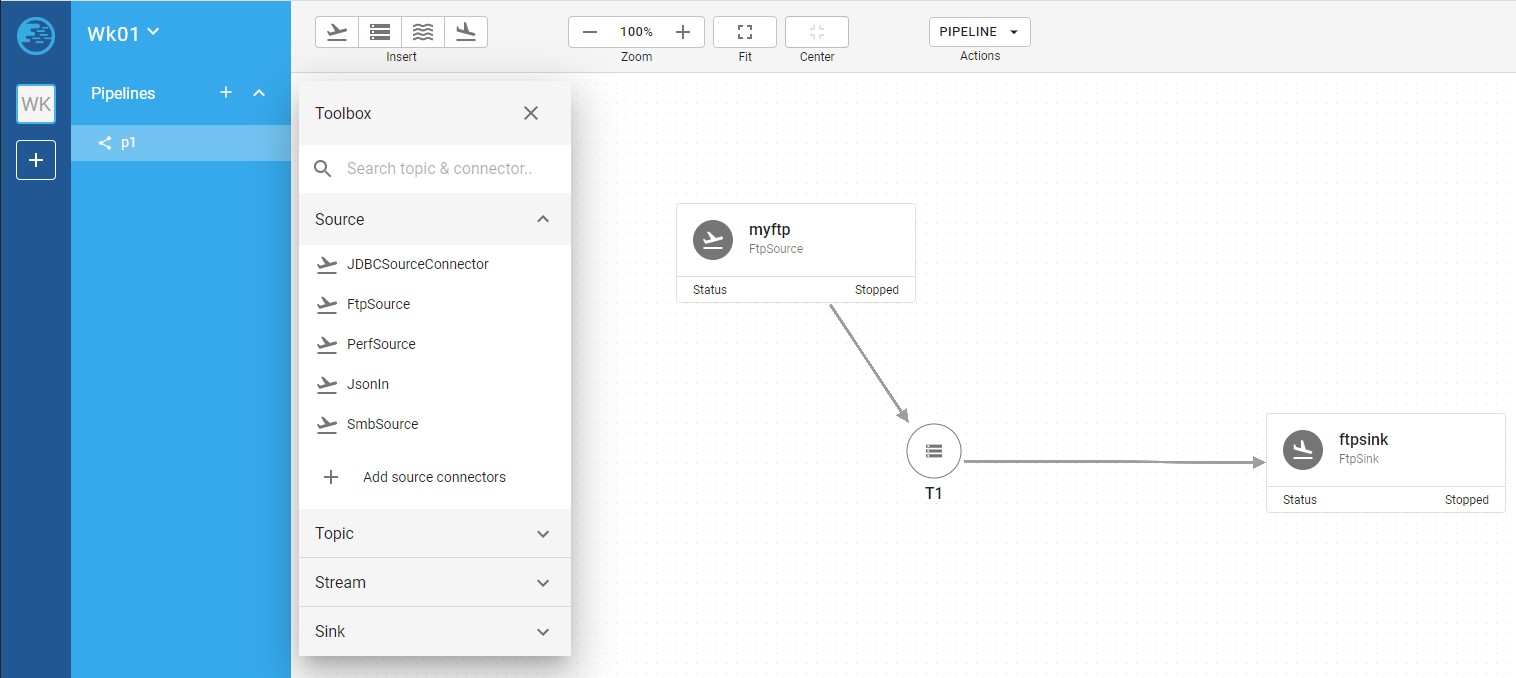 Wk01
WK
Pipelines
p1
Insert
100%
Zoom
Fit
Center
PIPELINE
Actions
Toolbox
Search topic & connector..
Source
JDBCSourceConnector
FtpSource
PerfSource
JsonIn
SmbSource
Add source connectors
Topic
Stream
Sink
myftp
FtpSource
Status Stopped
T1
ftpsink
FtpSink
Status Stopped